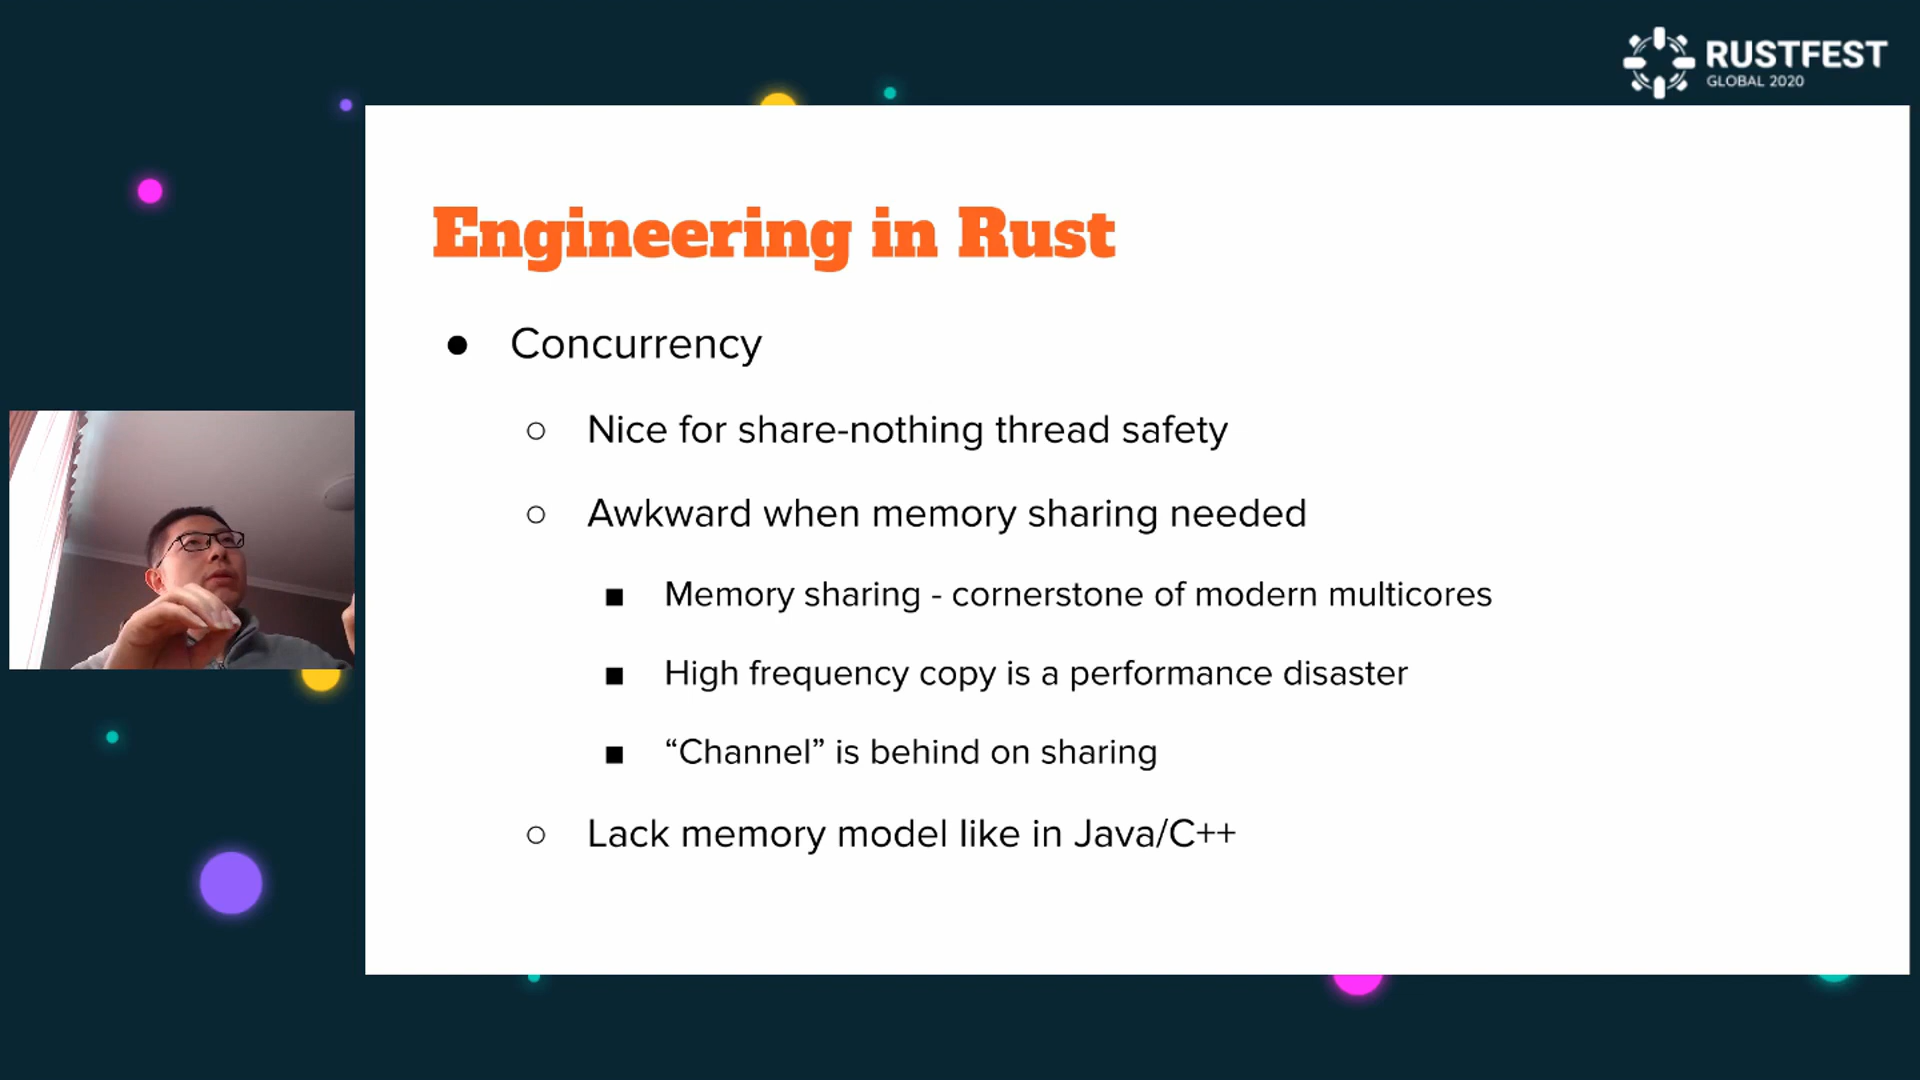 RUSTFEST
GLOBAL 2020
Engineering in Rust
● Concurrency
○ Nice for share-nothing thread safety
○ Awkward when memory sharing needed
■ Memory sharing - cornerstone of modern multicores
■ High frequency copy is a performance disaster
■ “Channel” is behind on sharing
○ Lack memory model like in Java/C++